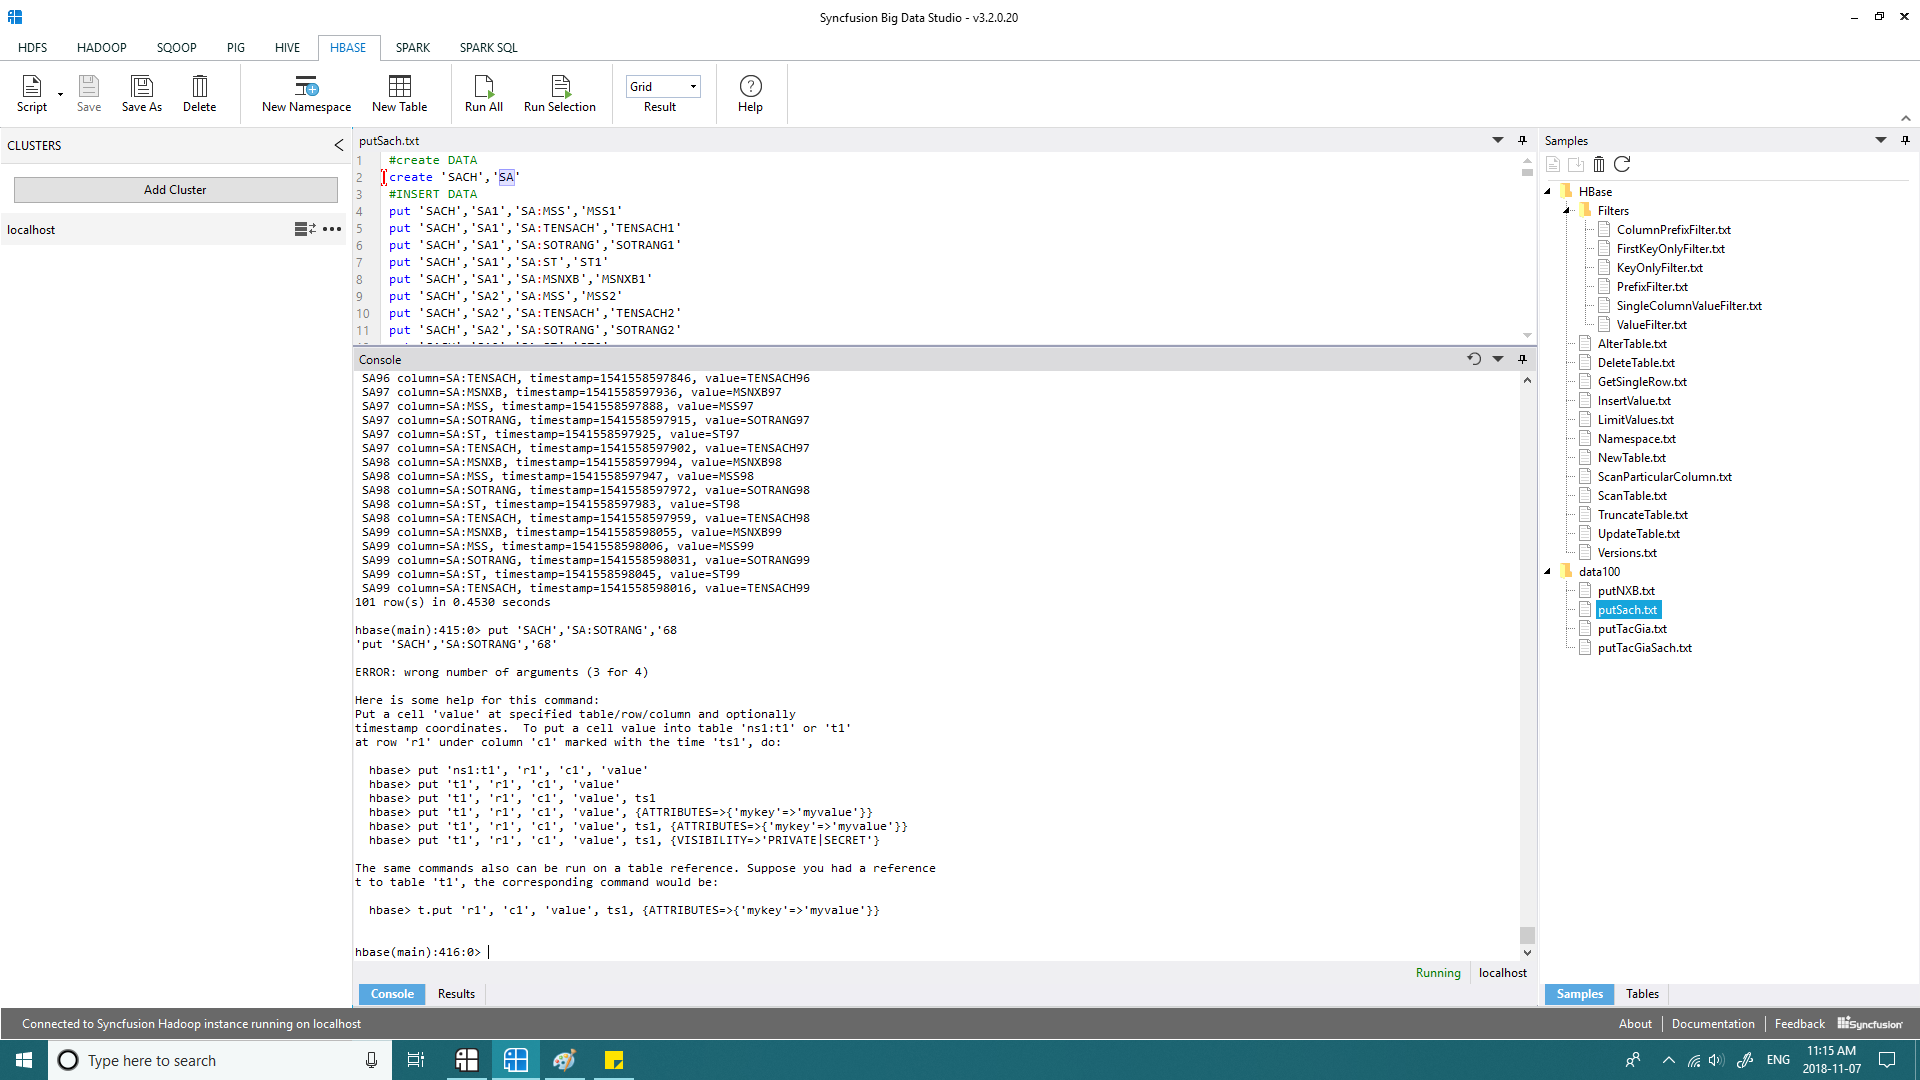 Syncfusion Big Data Studio - v3.2.0.20
HDFS HADOOP SQOOP PIG HIVE HBASE SPARK SPARK SQL
Script Save Save As Delete New Namespace New Table Run All Run Selection Grid Result Help
CLUSTERS
Add Cluster
localhost
putSach.txt
1 #create DATA
2 create 'SACH','SA'
3 #INSERT DATA
4 put 'SACH','SA1','SA:MSS','MSS1'
5 put 'SACH','SA1','SA:TENSACH','TENSACH1'
6 put 'SACH','SA1','SA:SOTRANG','SOTRANG1'
7 put 'SACH','SA1','SA:ST','ST1'
8 put 'SACH','SA1','SA:MSNXB','MSNXB1'
9 put 'SACH','SA2','SA:MSS','MSS2'
10 put 'SACH','SA2','SA:TENSACH','TENSACH2'
11 put 'SACH','SA2','SA:SOTRANG','SOTRANG2'
Console
SA96 column=SA:TENSACH, timestamp=1541558597846, value=TENSACH96
SA97 column=SA:MSNXB, timestamp=1541558597936, value=MSNXB97
SA97 column=SA:MSS, timestamp=1541558597888, value=MSS97
SA97 column=SA:SOTRANG, timestamp=1541558597915, value=SOTRANG97
SA97 column=SA:ST, timestamp=1541558597925, value=ST97
SA97 column=SA:TENSACH, timestamp=1541558597902, value=TENSACH97
SA98 column=SA:MSNXB, timestamp=1541558597994, value=MSNXB98
SA98 column=SA:MSS, timestamp=1541558597947, value=MSS98
SA98 column=SA:SOTRANG, timestamp=1541558597972, value=SOTRANG98
SA98 column=SA:ST, timestamp=1541558597983, value=ST98
SA98 column=SA:TENSACH, timestamp=1541558597959, value=TENSACH98
SA99 column=SA:MSNXB, timestamp=1541558598055, value=MSNXB99
SA99 column=SA:MSS, timestamp=1541558598006, value=MSS99
SA99 column=SA:SOTRANG, timestamp=1541558598031, value=SOTRANG99
SA99 column=SA:ST, timestamp=1541558598045, value=ST99
SA99 column=SA:TENSACH, timestamp=1541558598016, value=TENSACH99
101 row(s) in 0.4530 seconds
hbase(main):415:0> put 'SACH','SA:SOTRANG','68
'put 'SACH','SA:SOTRANG','68'
ERROR: wrong number of arguments (3 for 4)
Here is some help for this command:
Put a cell 'value' at specified table/row/column and optionally
timestamp coordinates.  To put a cell value into table 'ns1:t1' or 't1'
at row 'r1' under column 'c1' marked with the time 'ts1', do:
hbase> put 'ns1:t1', 'r1', 'c1', 'value'
hbase> put 't1', 'r1', 'c1', 'value'
hbase> put 't1', 'r1', 'c1', 'value', ts1
hbase> put 't1', 'r1', 'c1', 'value', {ATTRIBUTES=>{'mykey'=>'myvalue'}}
hbase> put 't1', 'r1', 'c1', 'value', ts1, {ATTRIBUTES=>{'mykey'=>'myvalue'}}
hbase> put 't1', 'r1', 'c1', 'value', ts1, {VISIBILITY=>'PRIVATE|SECRET'}
The same commands also can be run on a table reference. Suppose you had a reference
t to table 't1', the corresponding command would be:
hbase> t.put 'r1', 'c1', 'value', ts1, {ATTRIBUTES=>{'mykey'=>'myvalue'}}
hbase(main):416:0>
Running localhost
Console Results
Samples
HBase
Filters
ColumnPrefixFilter.txt
FirstKeyOnlyFilter.txt
KeyOnlyFilter.txt
PrefixFilter.txt
SingleColumnValueFilter.txt
ValueFilter.txt
AlterTable.txt
DeleteTable.txt
GetSingleRow.txt
InsertValue.txt
LimitValues.txt
Namespace.txt
NewTable.txt
ScanParticularColumn.txt
ScanTable.txt
TruncateTable.txt
UpdateTable.txt
Versions.txt
data100
putNXB.txt
putSach.txt
putTacGia.txt
putTacGiaSach.txt
Samples Tables
Connected to Syncfusion Hadoop instance running on localhost
About Documentation Feedback Syncfusion
Type here to search
ENG
11:15 AM
2018-11-07